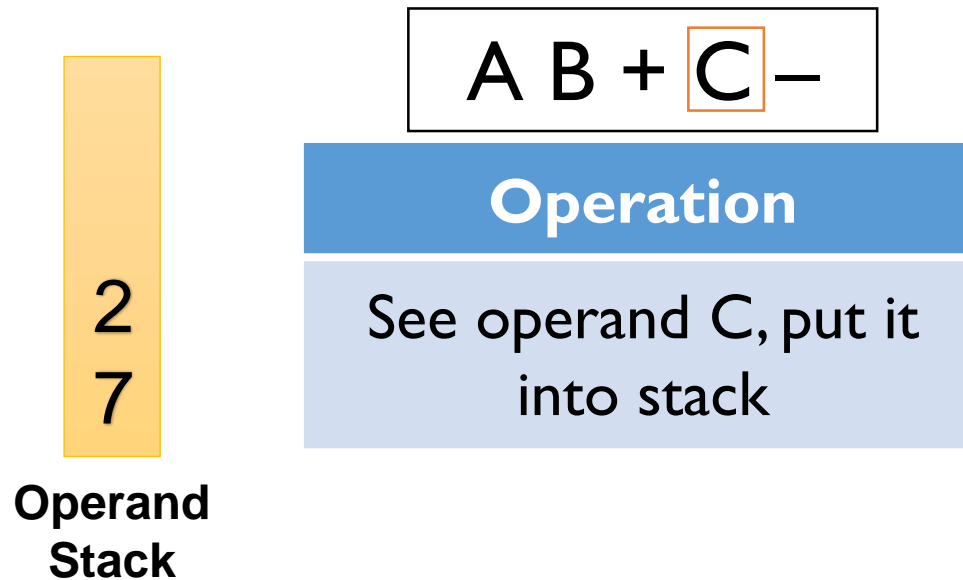 A B + C –
Operation
See operand C, put it
into stack
2
7
Operand
Stack